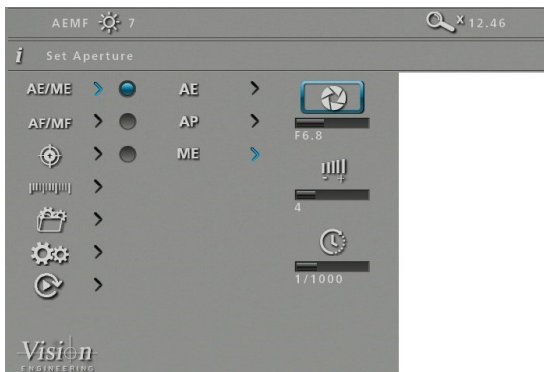 AEMF 7
X 12.46
i Set Aperture
AE/ME AE
AF/MF AP
ME
F6.8
- +
4
1/1000
Vision
ENGINEERING